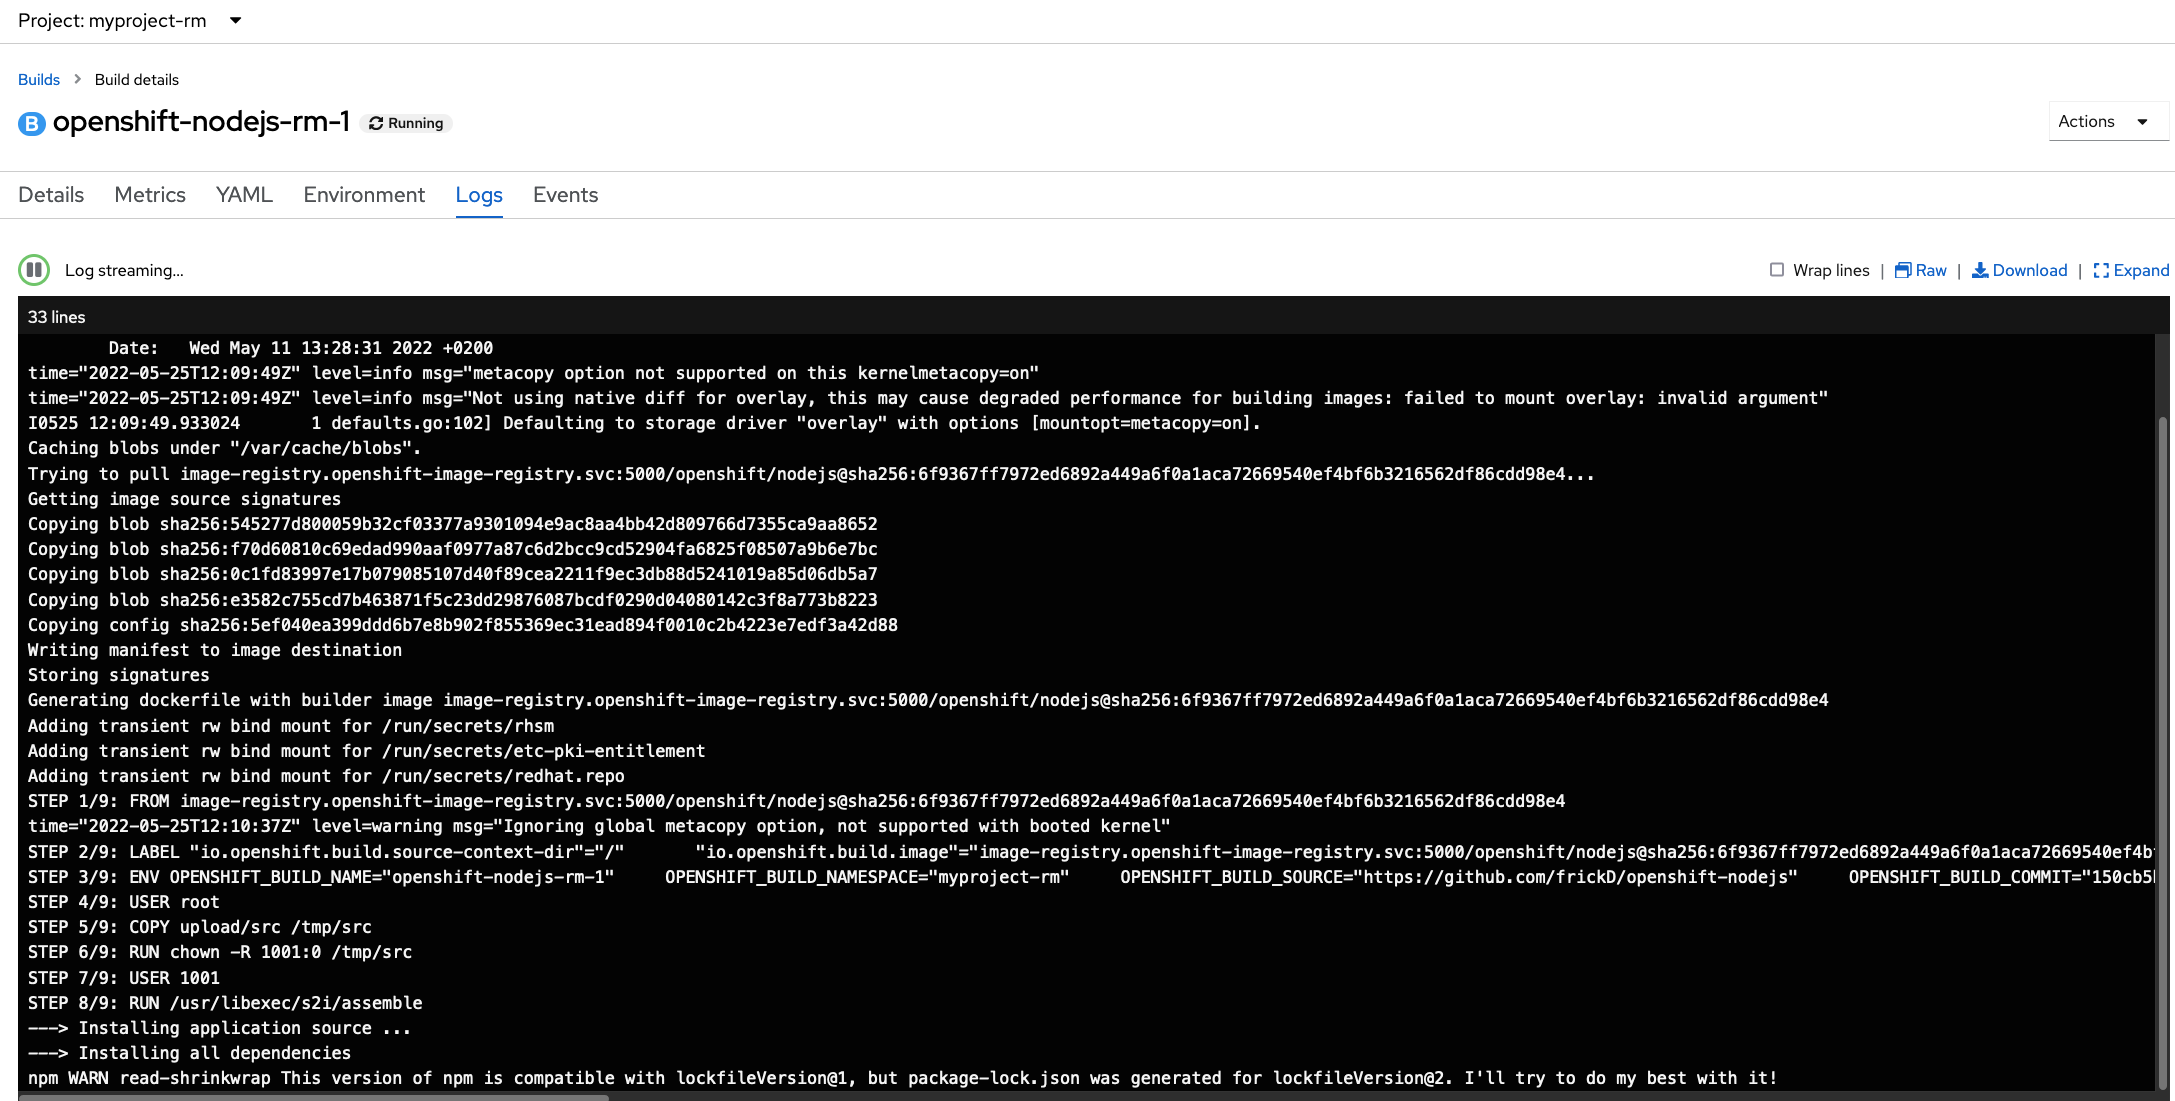 Project: myproject-rm
Builds > Build details
B openshift-nodejs-rm-1 Running
Actions
Details Metrics YAML Environment Logs Events
Log streaming...
Wrap lines | Raw | Download | Expand
33 lines
Date:   Wed May 11 13:28:31 2022 +0200
time="2022-05-25T12:09:49Z" level=info msg="metacopy option not supported on this kernelmetacopy=on"
time="2022-05-25T12:09:49Z" level=info msg="Not using native diff for overlay, this may cause degraded performance for building images: failed to mount overlay: invalid argument"
I0525 12:09:49.933024       1 defaults.go:102] Defaulting to storage driver "overlay" with options [mountopt=metacopy=on].
Caching blobs under "/var/cache/blobs".
Trying to pull image-registry.openshift-image-registry.svc:5000/openshift/nodejs@sha256:6f9367ff7972ed6892a449a6f0a1aca72669540ef4bf6b3216562df86cdd98e4...
Getting image source signatures
Copying blob sha256:545277d800059b32cf03377a9301094e9ac8aa4bb42d809766d7355ca9aa8652
Copying blob sha256:f70d60810c69edad990aaf0977a87c6d2bcc9cd52904fa6825f08507a9b6e7bc
Copying blob sha256:0c1fd83997e17b079085107d40f89cea2211f9ec3db88d5241019a85d06db5a7
Copying blob sha256:e3582c755cd7b463871f5c23dd29876087bcdf0290d04080142c3f8a773b8223
Copying config sha256:5ef040ea399ddd6b7e8b902f855369ec31ead894f0010c2b4223e7edf3a42d88
Writing manifest to image destination
Storing signatures
Generating dockerfile with builder image image-registry.openshift-image-registry.svc:5000/openshift/nodejs@sha256:6f9367ff7972ed6892a449a6f0a1aca72669540ef4bf6b3216562df86cdd98e4
Adding transient rw bind mount for /run/secrets/rhsm
Adding transient rw bind mount for /run/secrets/etc-pki-entitlement
Adding transient rw bind mount for /run/secrets/redhat.repo
STEP 1/9: FROM image-registry.openshift-image-registry.svc:5000/openshift/nodejs@sha256:6f9367ff7972ed6892a449a6f0a1aca72669540ef4bf6b3216562df86cdd98e4
time="2022-05-25T12:10:37Z" level=warning msg="Ignoring global metacopy option, not supported with booted kernel"
STEP 2/9: LABEL "io.openshift.build.source-context-dir"="/"       "io.openshift.build.image"="image-registry.openshift-image-registry.svc:5000/openshift/nodejs@sha256:6f9367ff7972ed6892a449a6f0a1aca72669540ef4b
STEP 3/9: ENV OPENSHIFT_BUILD_NAME="openshift-nodejs-rm-1"     OPENSHIFT_BUILD_NAMESPACE="myproject-rm"     OPENSHIFT_BUILD_SOURCE="https://github.com/frickD/openshift-nodejs"     OPENSHIFT_BUILD_COMMIT="150cb5
STEP 4/9: USER root
STEP 5/9: COPY upload/src /tmp/src
STEP 6/9: RUN chown -R 1001:0 /tmp/src
STEP 7/9: USER 1001
STEP 8/9: RUN /usr/libexec/s2i/assemble
---> Installing application source ...
---> Installing all dependencies
npm WARN read-shrinkwrap This version of npm is compatible with lockfileVersion@1, but package-lock.json was generated for lockfileVersion@2. I'll try to do my best with it!